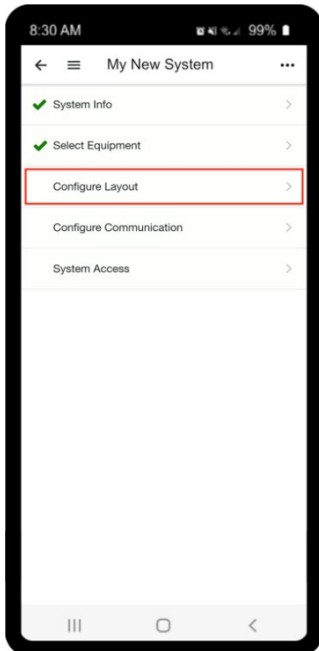 8:30 AM 99%
My New System
System Info
Select Equipment
Configure Layout
Configure Communication
System Access